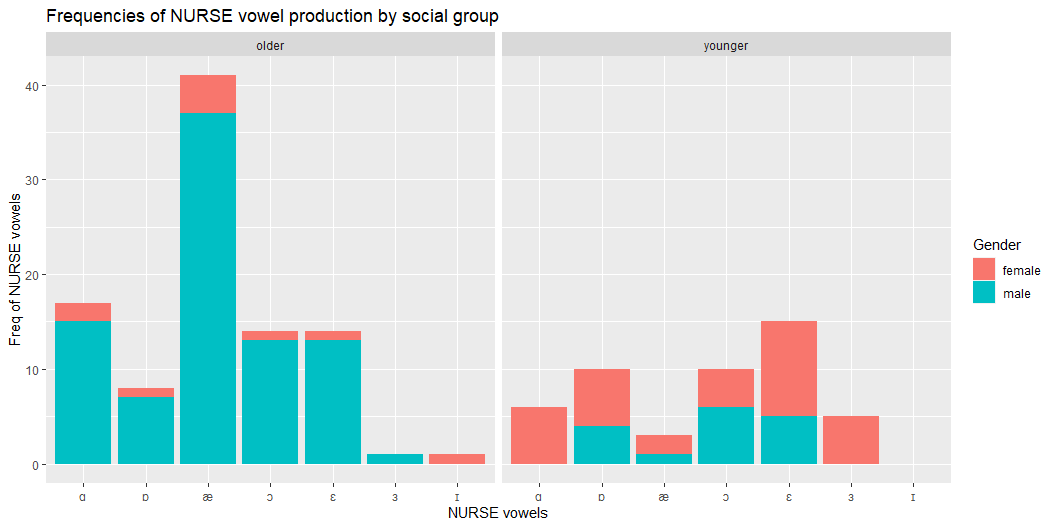 Frequencies of NURSE vowel production by social group
older
younger
40
30
20
10
0
Freq of NURSE vowels
ɑ ɒ æ ɔ ɛ ɜ ɪ
ɑ ɒ æ ɔ ɛ ɜ ɪ
NURSE vowels
Gender
female
male